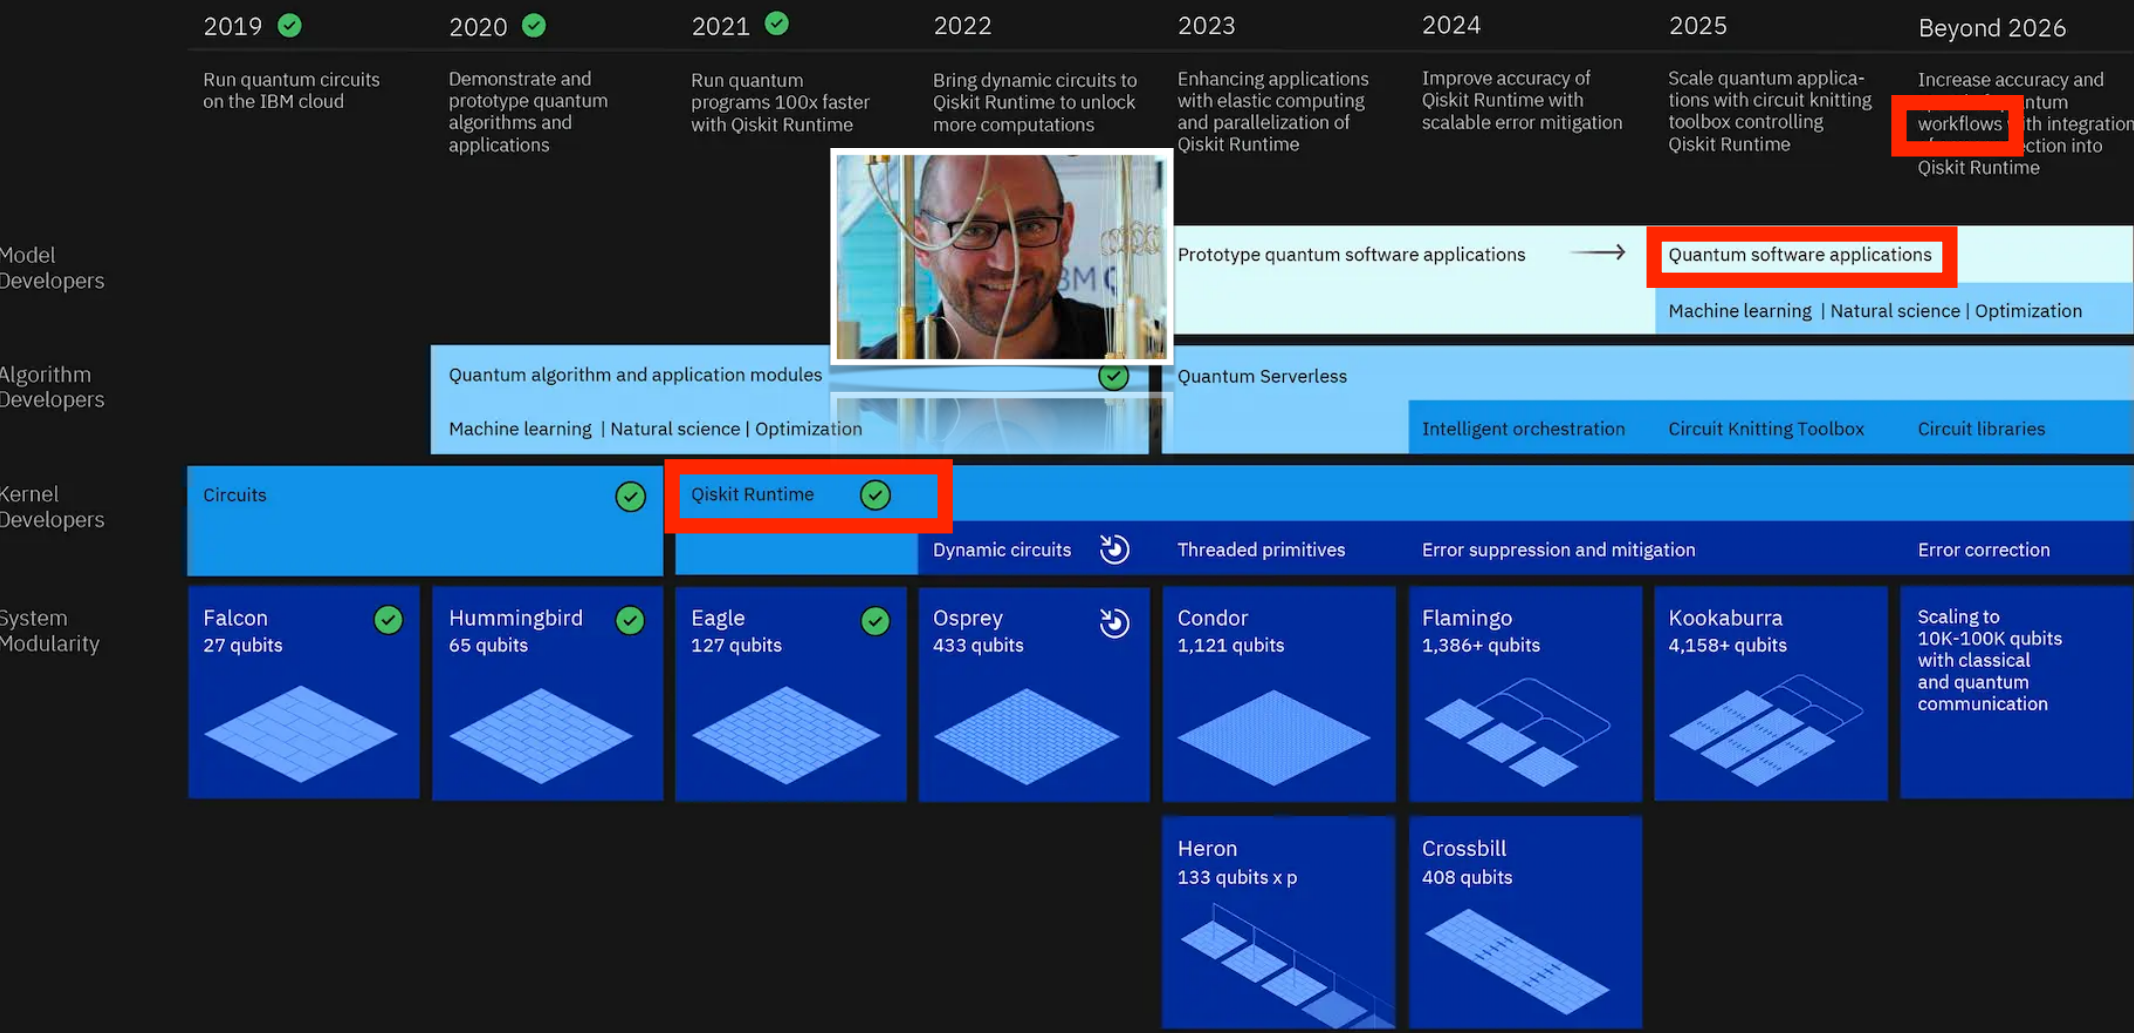 2019
2020
2021
2022
2023
2024
2025
Beyond 2026
Run quantum circuits
on the IBM cloud
Demonstrate and
prototype quantum
algorithms and
applications
Run quantum
programs 100x faster
with Qiskit Runtime
Bring dynamic circuits to
Qiskit Runtime to unlock
more computations
Enhancing applications
with elastic computing
and parallelization of
Qiskit Runtime
Improve accuracy of
Qiskit Runtime with
scalable error mitigation
Scale quantum applica-
tions with circuit knitting
toolbox controlling
Qiskit Runtime
Increase accuracy and
workflows integration
into
Qiskit Runtime
Model
Developers
Prototype quantum software applications
Quantum software applications
Machine learning | Natural science | Optimization
Algorithm
Developers
Quantum algorithm and application modules
Machine learning | Natural science | Optimization
Quantum Serverless
Intelligent orchestration
Circuit Knitting Toolbox
Circuit libraries
Kernel
Developers
Circuits
Qiskit Runtime
Dynamic circuits
Threaded primitives
Error suppression and mitigation
Error correction
System
Modularity
Falcon
27 qubits
Hummingbird
65 qubits
Eagle
127 qubits
Osprey
433 qubits
Condor
1,121 qubits
Flamingo
1,386+ qubits
Kookaburra
4,158+ qubits
Scaling to
10K-100K qubits
with classical
and quantum
communication
Heron
133 qubits x p
Crossbill
408 qubits